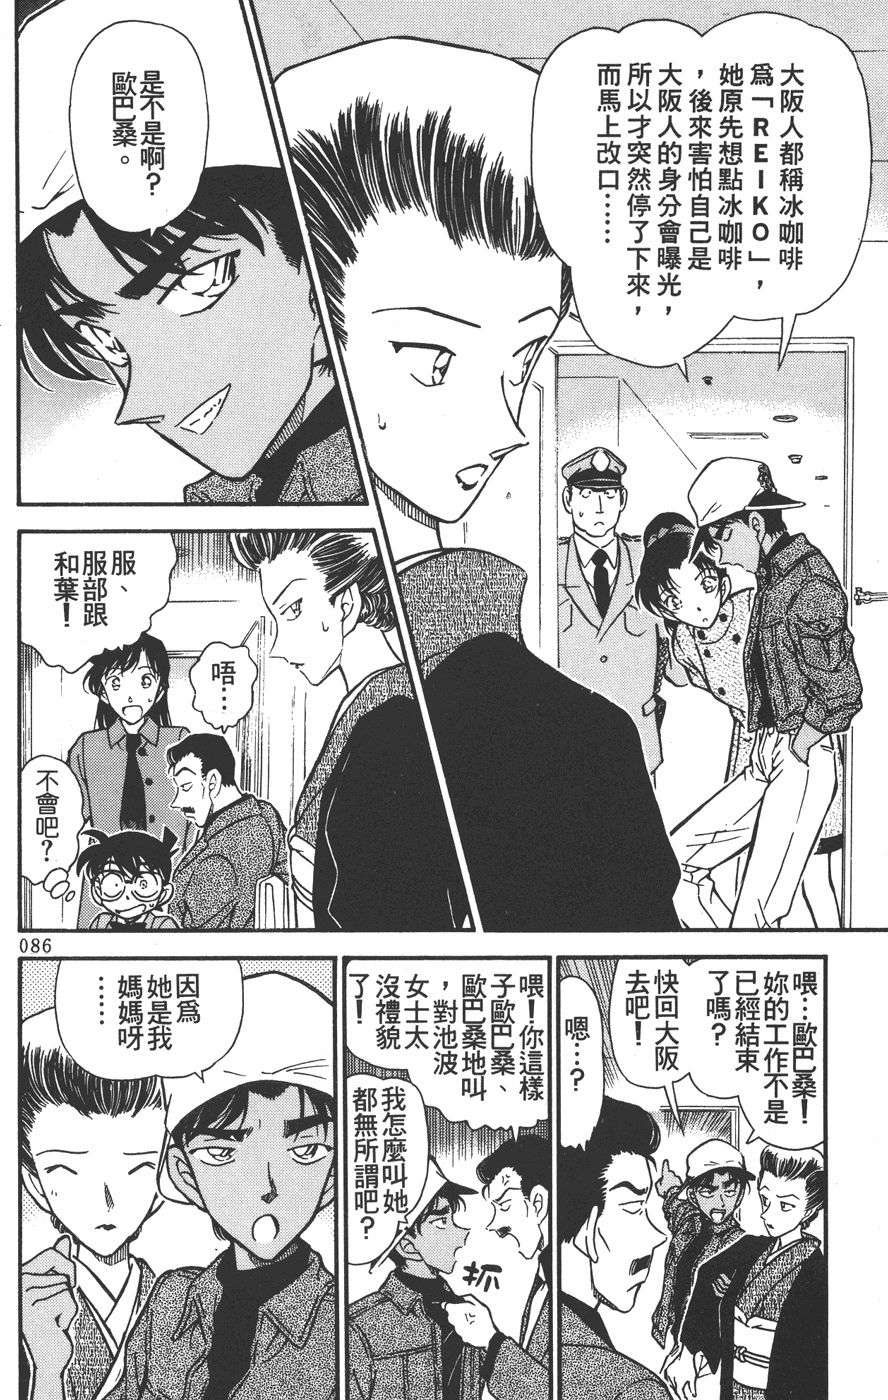 大阪人都稱冰咖啡
為「REIKO」，
她原先想點冰咖啡
，後來害怕自己是
大阪人的身分會曝光，
所以才突然停了下來，
而馬上改口……
是不是啊？
歐巴桑。
服、
服部跟
和葉！
唔…
不會吧？
086
喂…歐巴桑！
妳的工作不是
已經結束
了嗎？
快回大阪
去吧！
嗯…？
喂！你這樣
子歐巴桑、
歐巴桑地叫
，對池波
女士太
沒禮貌
了！
我怎麼叫她
都無所謂吧？
抓
因為
她是我
媽媽呀
……